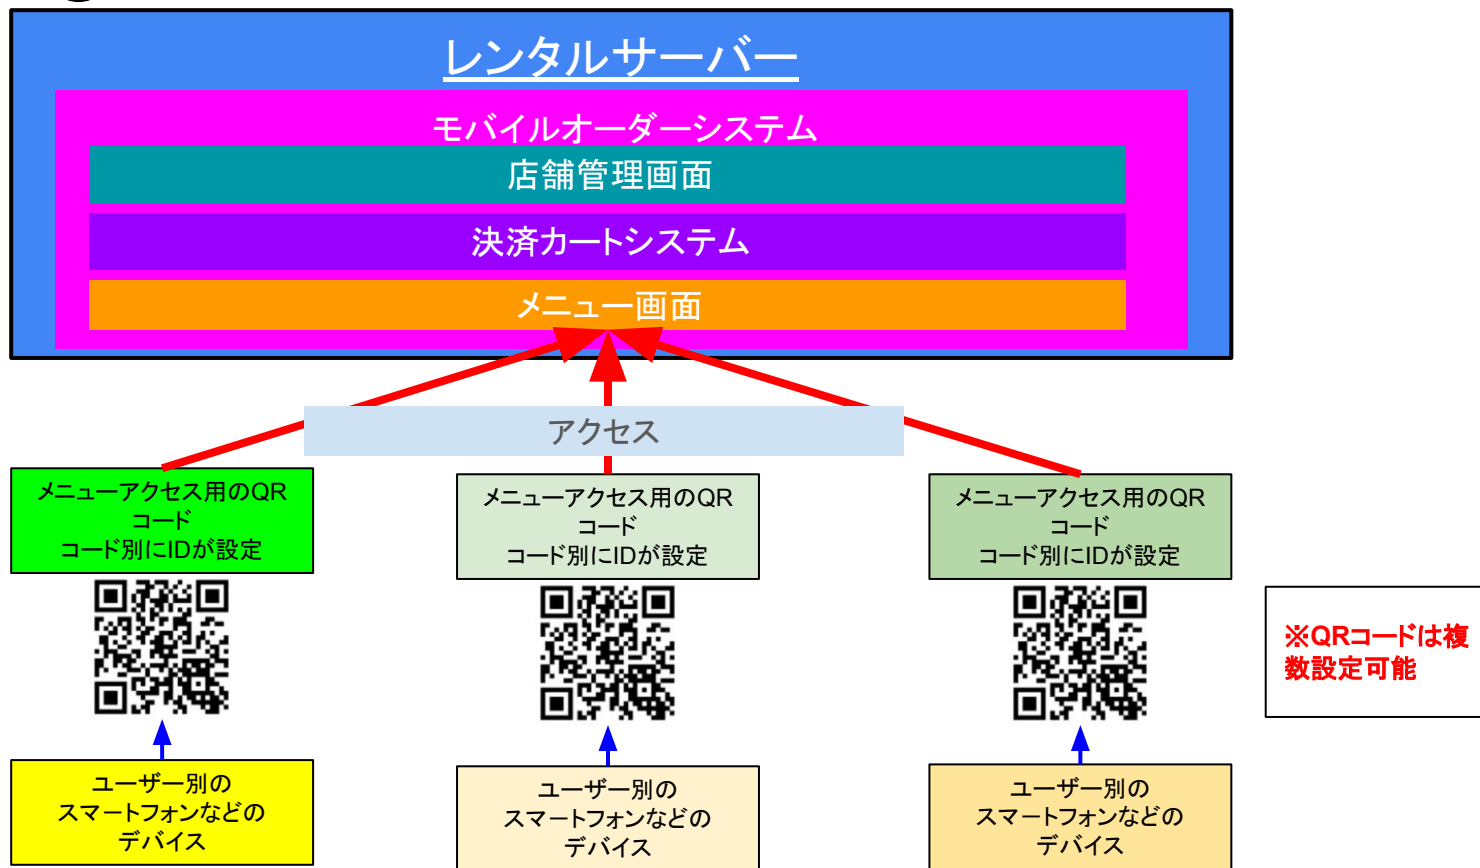 レンタルサーバー
モバイルオーダーシステム
店舗管理画面
決済カートシステム
メニュー画面
アクセス
メニューアクセス用のQR
コード
コード別にIDが設定
メニューアクセス用のQR
コード
コード別にIDが設定
メニューアクセス用のQR
コード
コード別にIDが設定
※QRコードは複
数設定可能
ユーザー別の
スマートフォンなどの
デバイス
ユーザー別の
スマートフォンなどの
デバイス
ユーザー別の
スマートフォンなどの
デバイス